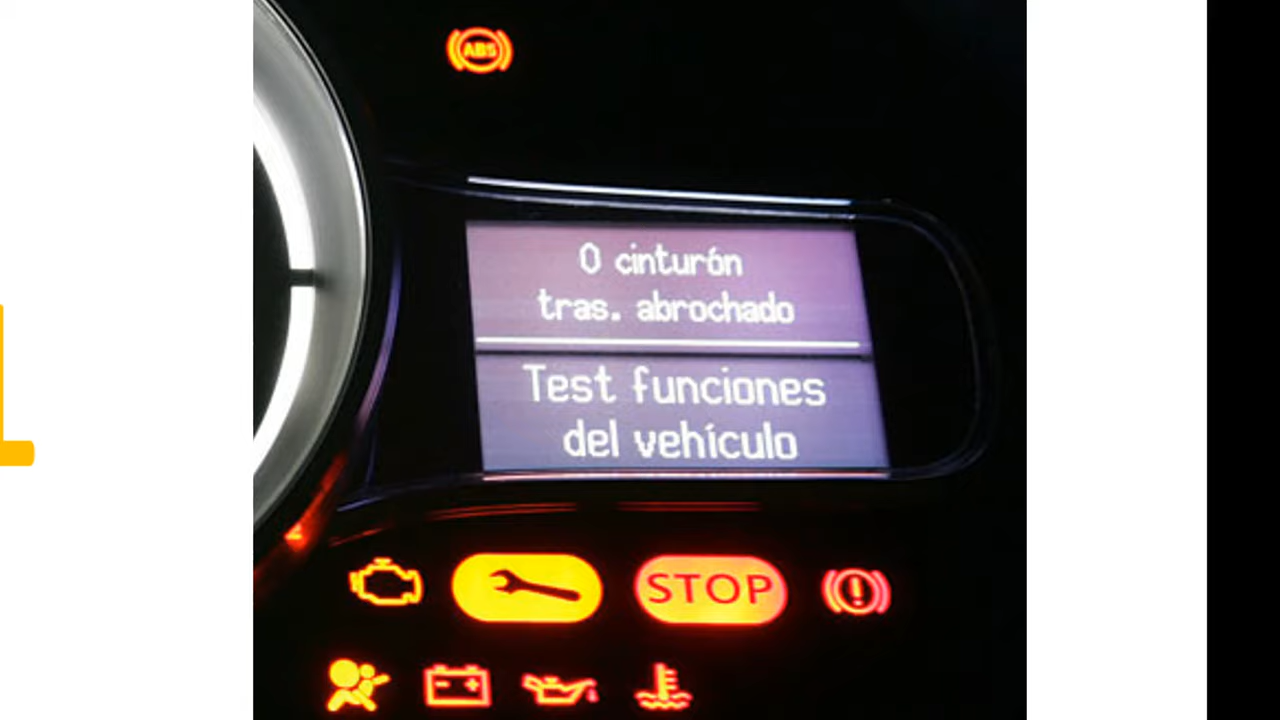 ABS
0 cinturón
tras. abrochado
Test funciones
del vehículo
STOP